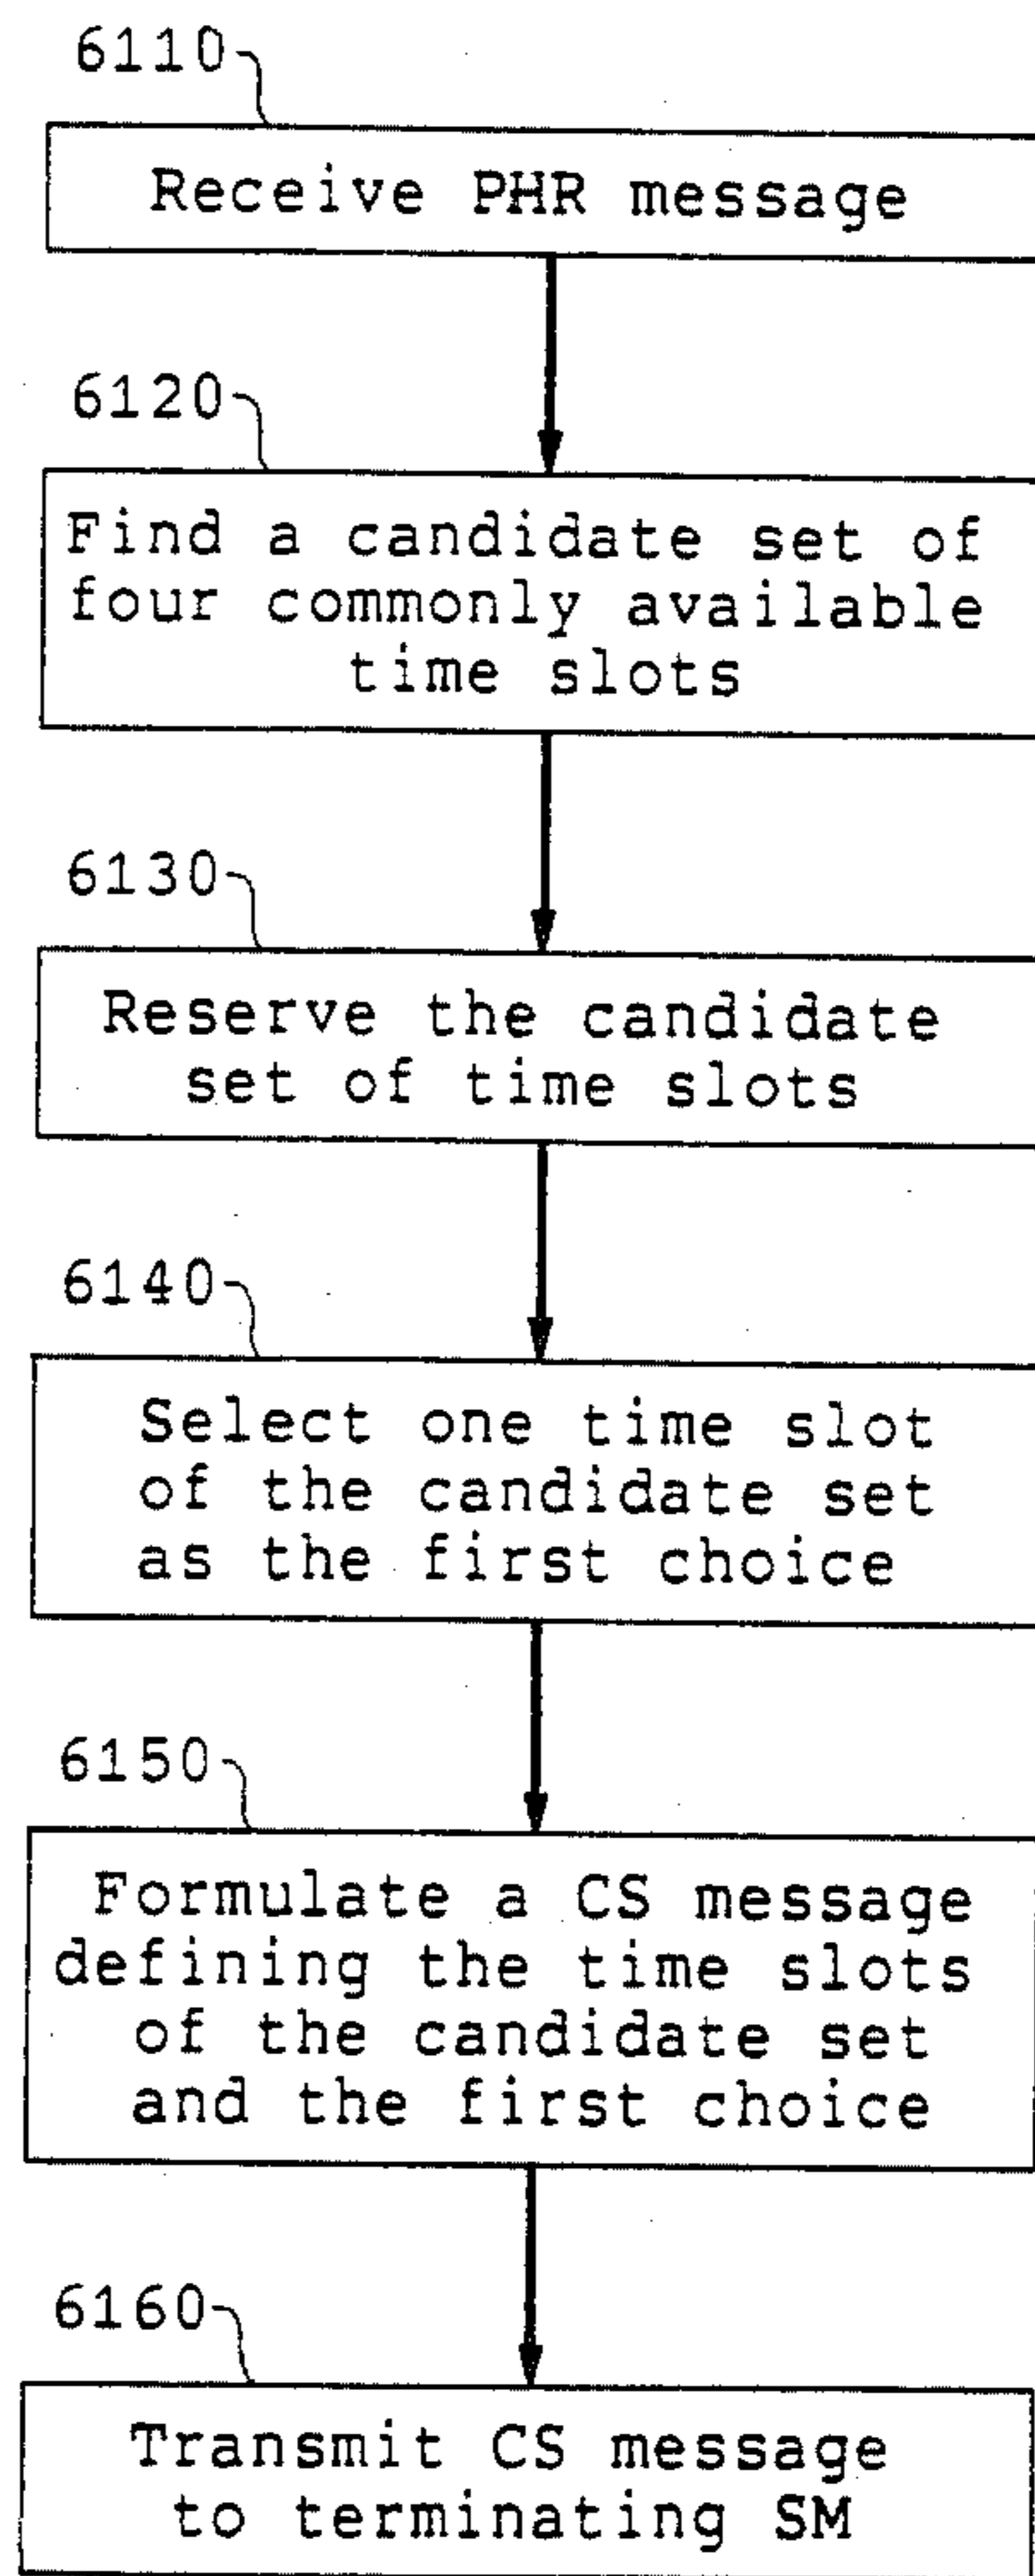 6110
Receive PHR message
6120
Find a candidate set of
four commonly available
time slots
6130
Reserve the candidate
set of time slots
6140
Select one time slot
of the candidate set
as the first choice
6150
Formulate a CS message
defining the time slots
of the candidate set
and the first choice
6160
Transmit CS message
to terminating SM